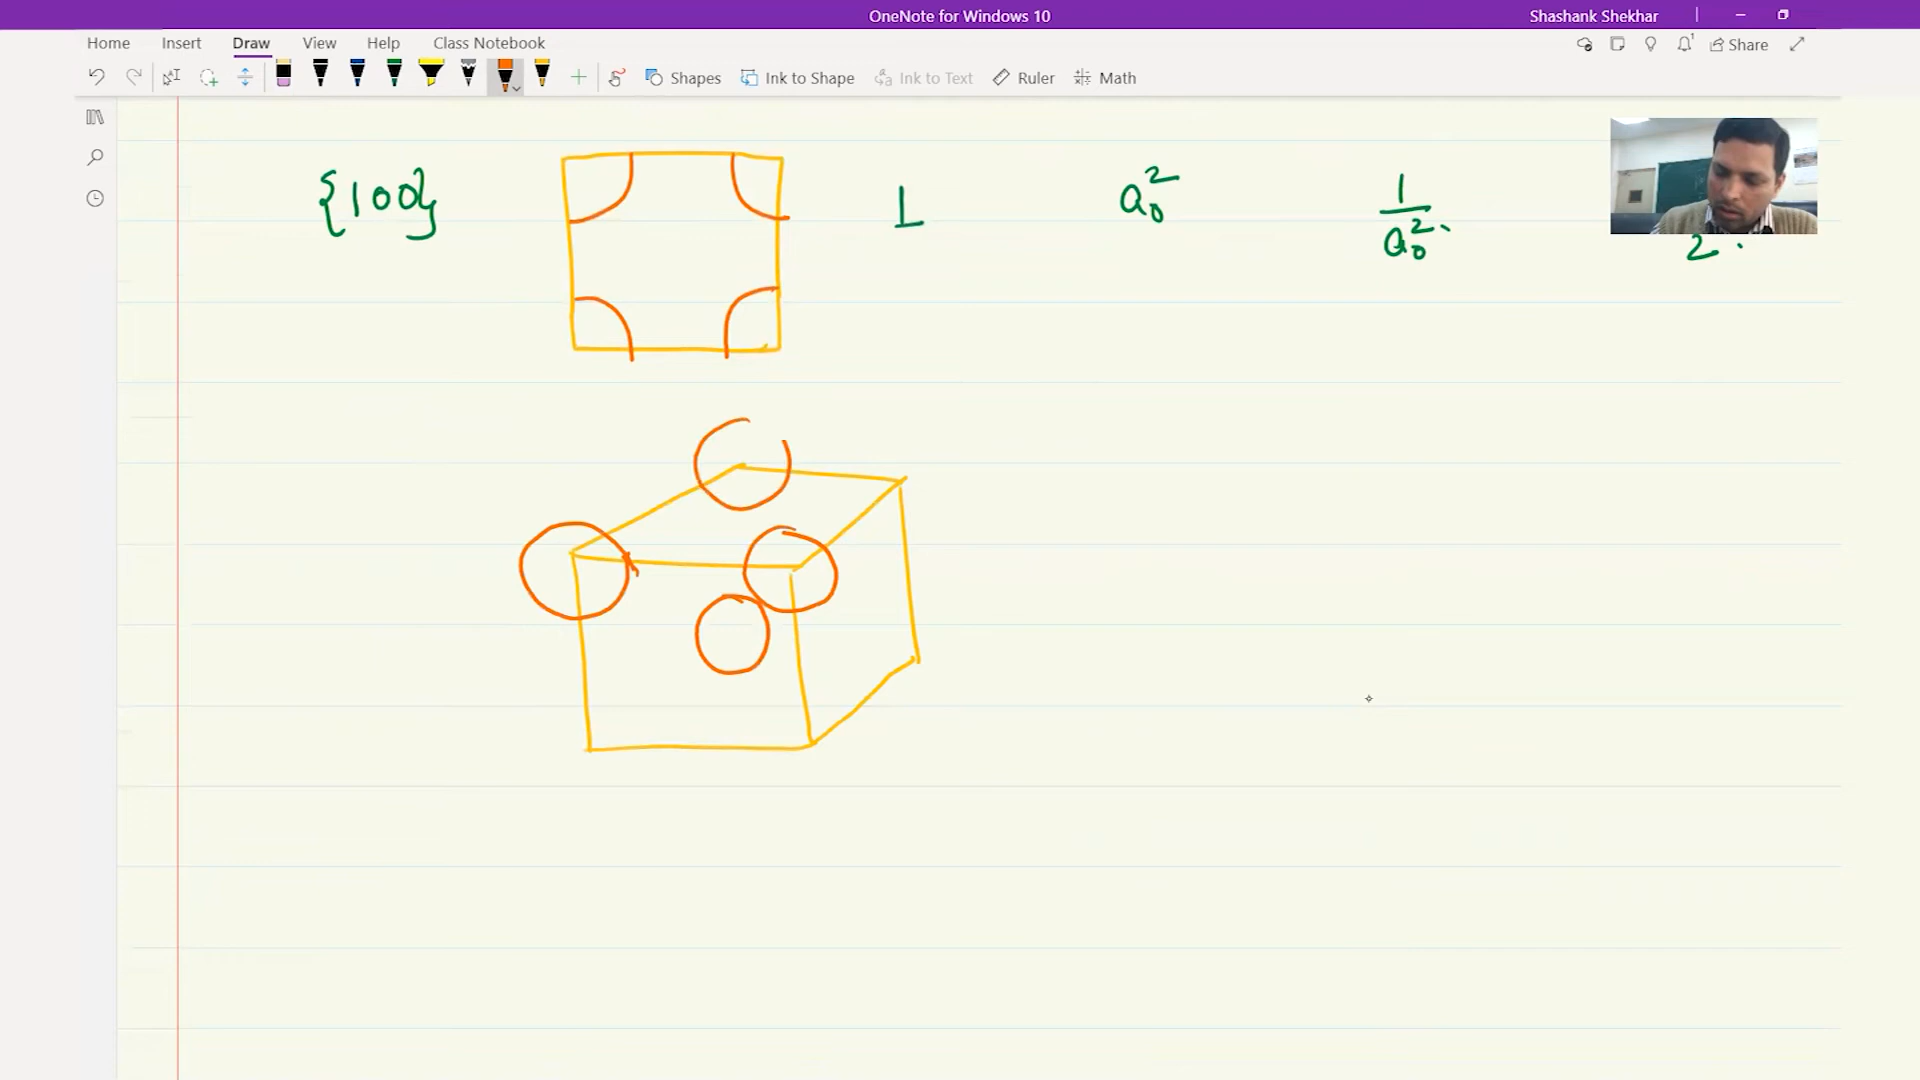 OneNote for Windows 10
Shashank Shekhar
Home Insert Draw View Help Class Notebook
Share
Shapes Ink to Shape Ink to Text Ruler Math
{100} 1 a₀² 1/a₀² 2